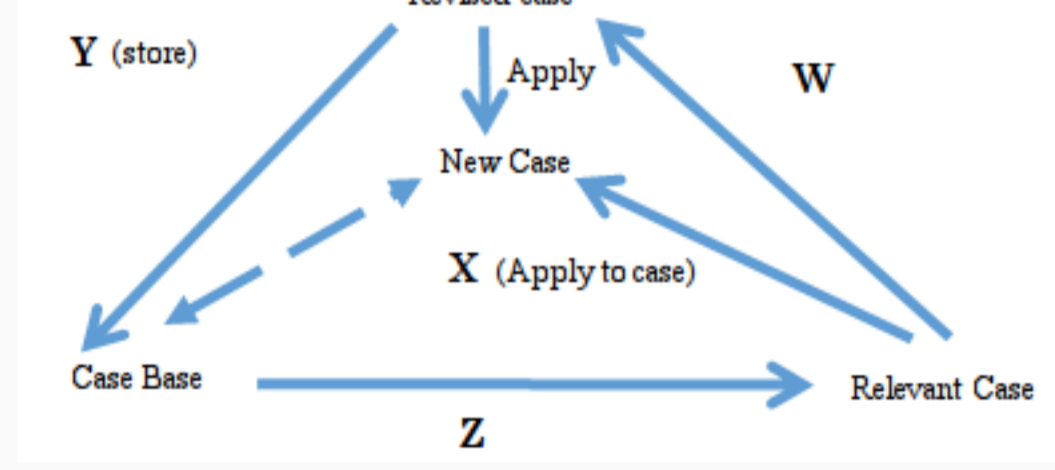 Y (store)
Apply
W
New Case
X (Apply to case)
Case Base
Relevant Case
Z